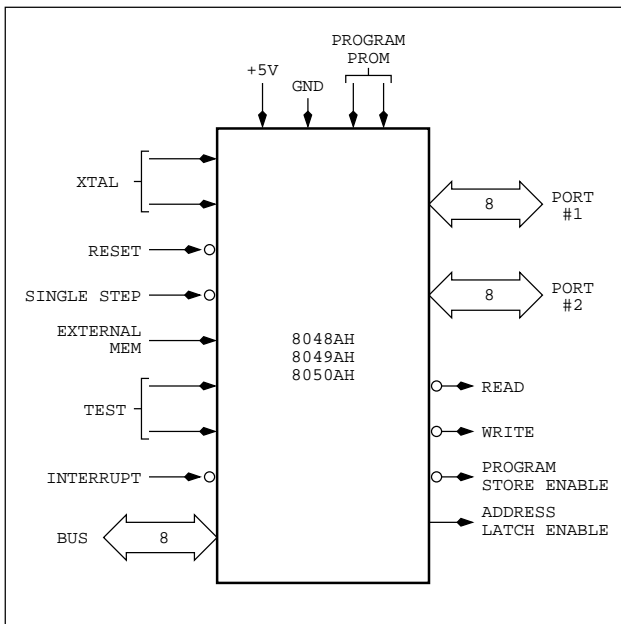 PROGRAM
PROM
+5V
GND
XTAL
8
PORT
#1
RESET
SINGLE STEP
8
PORT
#2
EXTERNAL
MEM
8048AH
8049AH
8050AH
TEST
READ
WRITE
INTERRUPT
PROGRAM
STORE ENABLE
BUS
8
ADDRESS
LATCH ENABLE